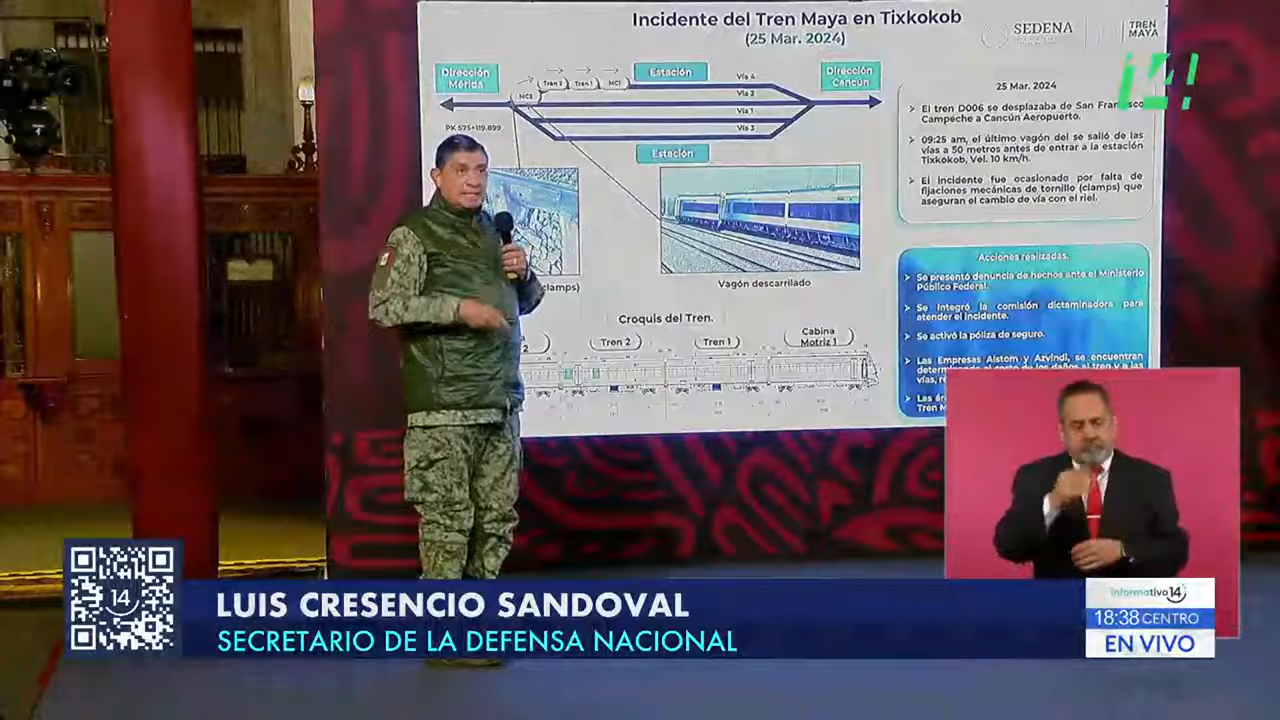 Incidente del Tren Maya en Tixkokob
(25 Mar. 2024)
SEDENA
TREN
MAYA
14!
Dirección
Mérida
Tren 2
Tren 1
MC1
MC2
Estación
Vía 4
Vía 2
Vía 1
Vía 3
Dirección
Cancún
PK 575+119.899
Estación
clamps)
Vagón descarrilado
Croquis del Tren.
2
Tren 2
Tren 1
Cabina
Motriz 1
25 Mar. 2024
El tren D006 se desplazaba de San Francisco
Campeche a Cancún Aeropuerto.
09:25 am, el último vagón del se salió de las
vías a 50 metros antes de entrar a la estación
Tixkokob, Vel. 10 km/h.
El incidente fue ocasionado por falta de
fijaciones mecánicas de tornillo (clamps) que
aseguran el cambio de vía con el riel.
Acciones realizadas.
Se presentó denuncia de hechos ante el Ministerio
Público Federal.
Se Integró la comisión dictaminadora para
atender el incidente.
Se activó la póliza de seguro.
Las Empresas Alstom y Azvindi, se encuentran
vías, r
Las ár
Tren M
14
LUIS CRESENCIO SANDOVAL
SECRETARIO DE LA DEFENSA NACIONAL
informativo 14
18:38 CENTRO
EN VIVO